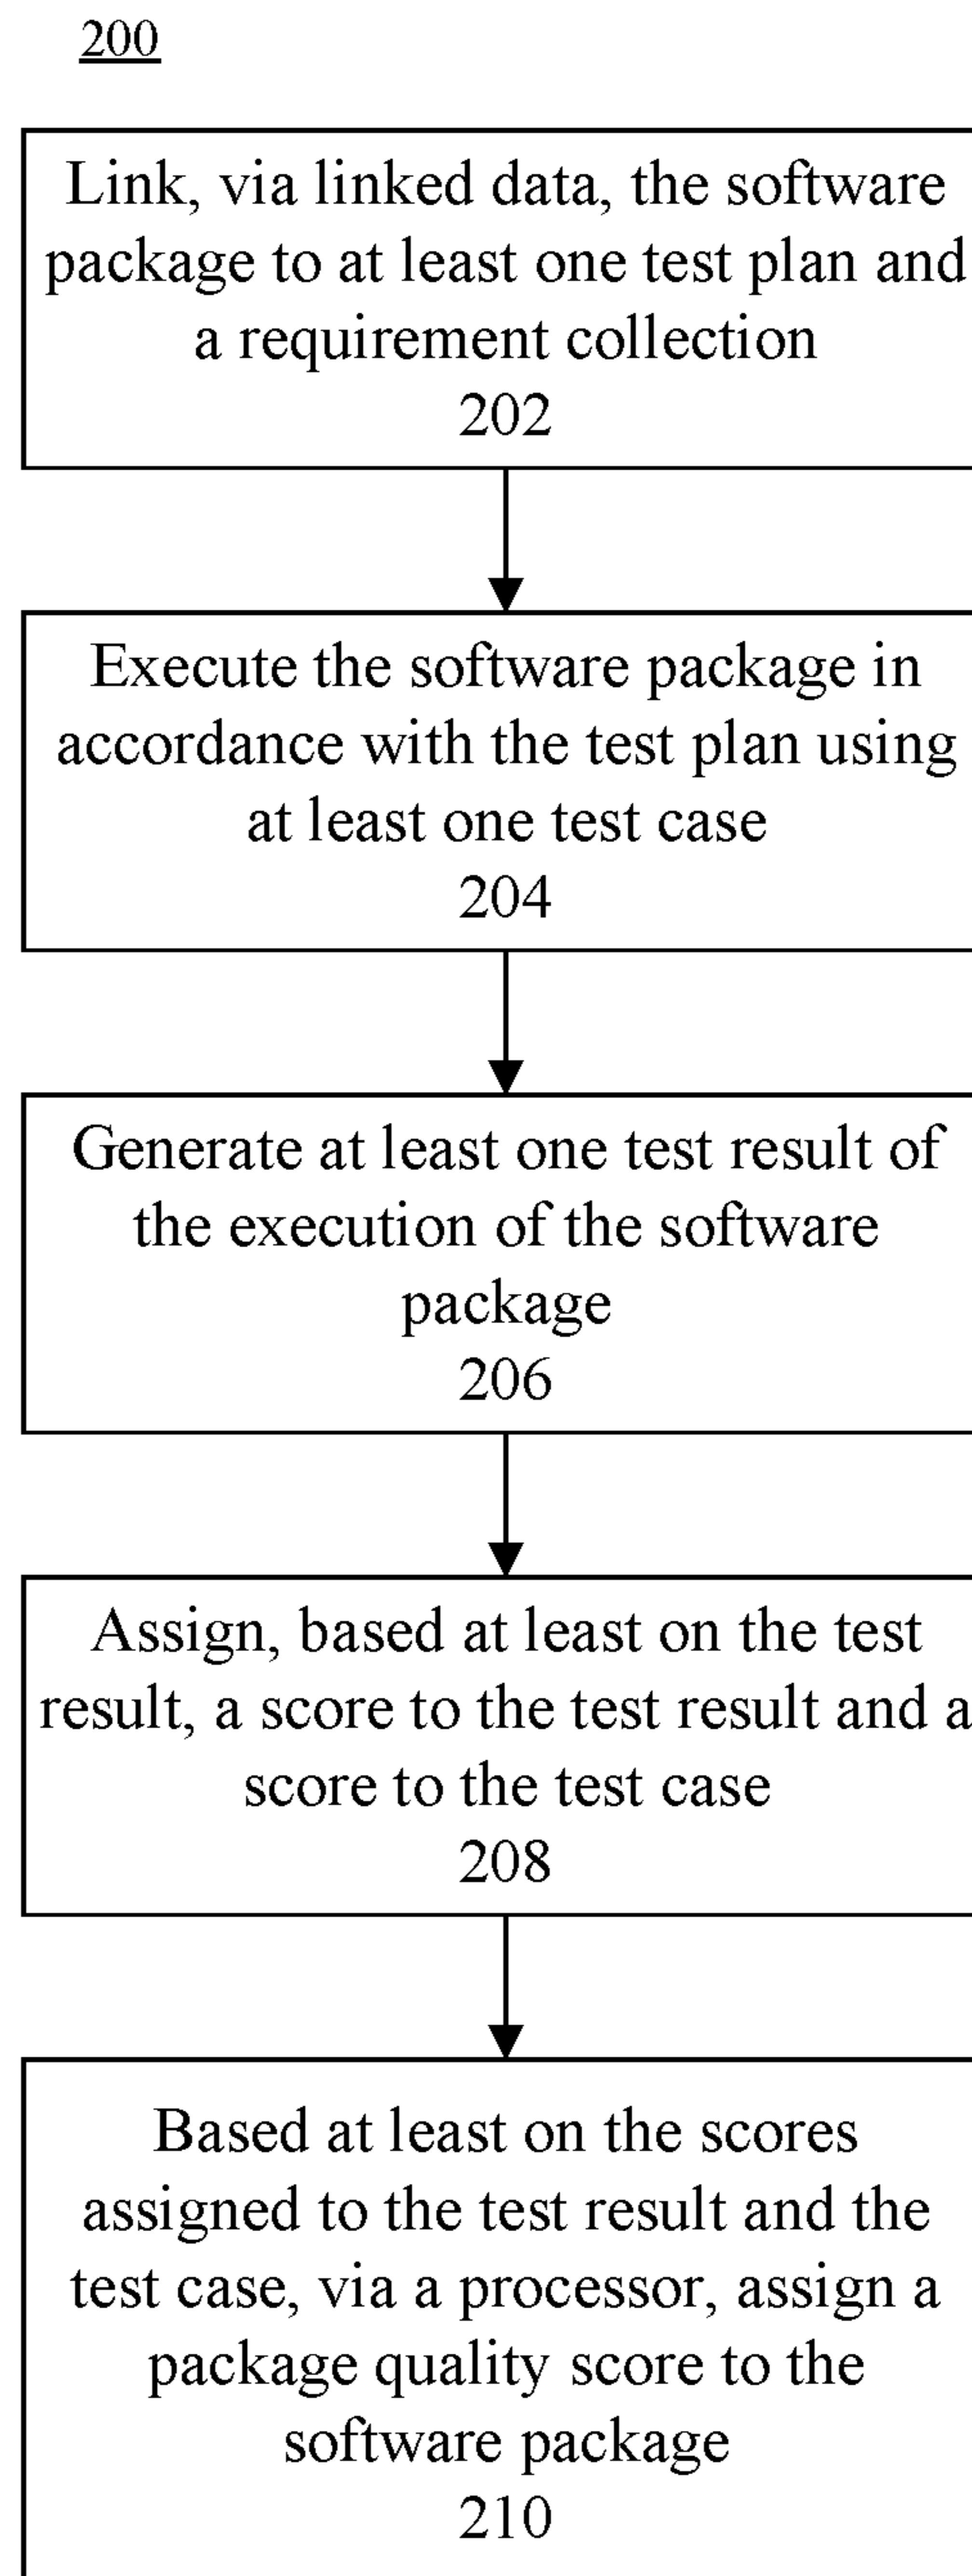 200
Link, via linked data, the software
package to at least one test plan and
a requirement collection
202
Execute the software package in
accordance with the test plan using
at least one test case
204
Generate at least one test result of
the execution of the software
package
206
Assign, based at least on the test
result, a score to the test result and a
score to the test case
208
Based at least on the scores
assigned to the test result and the
test case, via a processor, assign a
package quality score to the
software package
210